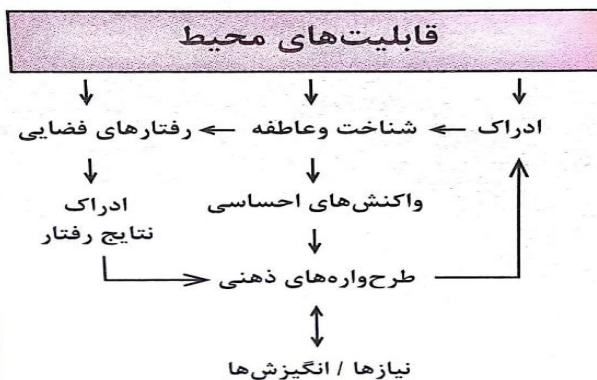 قابلیت‌های محیط
ادراک
شناخت وعاطفه
رفتارهای فضایی
واکنش‌های احساسی
ادراک
نتایج رفتار
طرح‌واره‌های ذهنی
نیازها / انگیزش‌ها